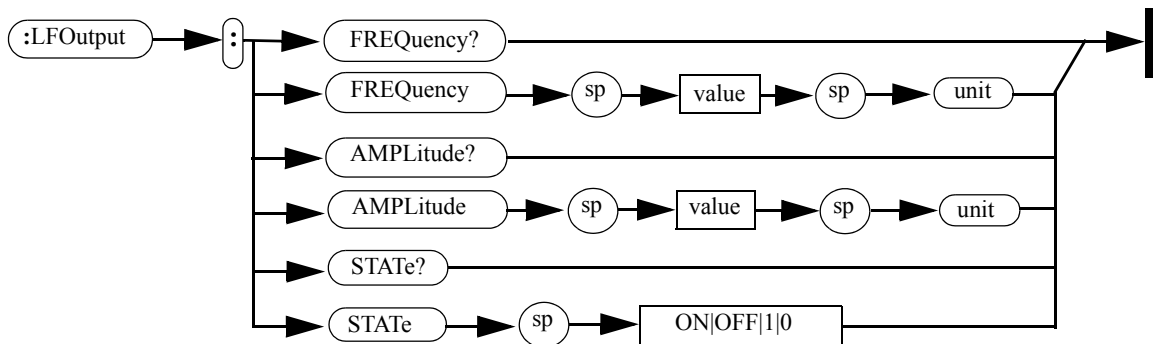 :LFOutput : FREQuency?
FREQuency sp value sp unit
AMPLitude?
AMPLitude sp value sp unit
STATe?
STATe sp ON|OFF|1|0